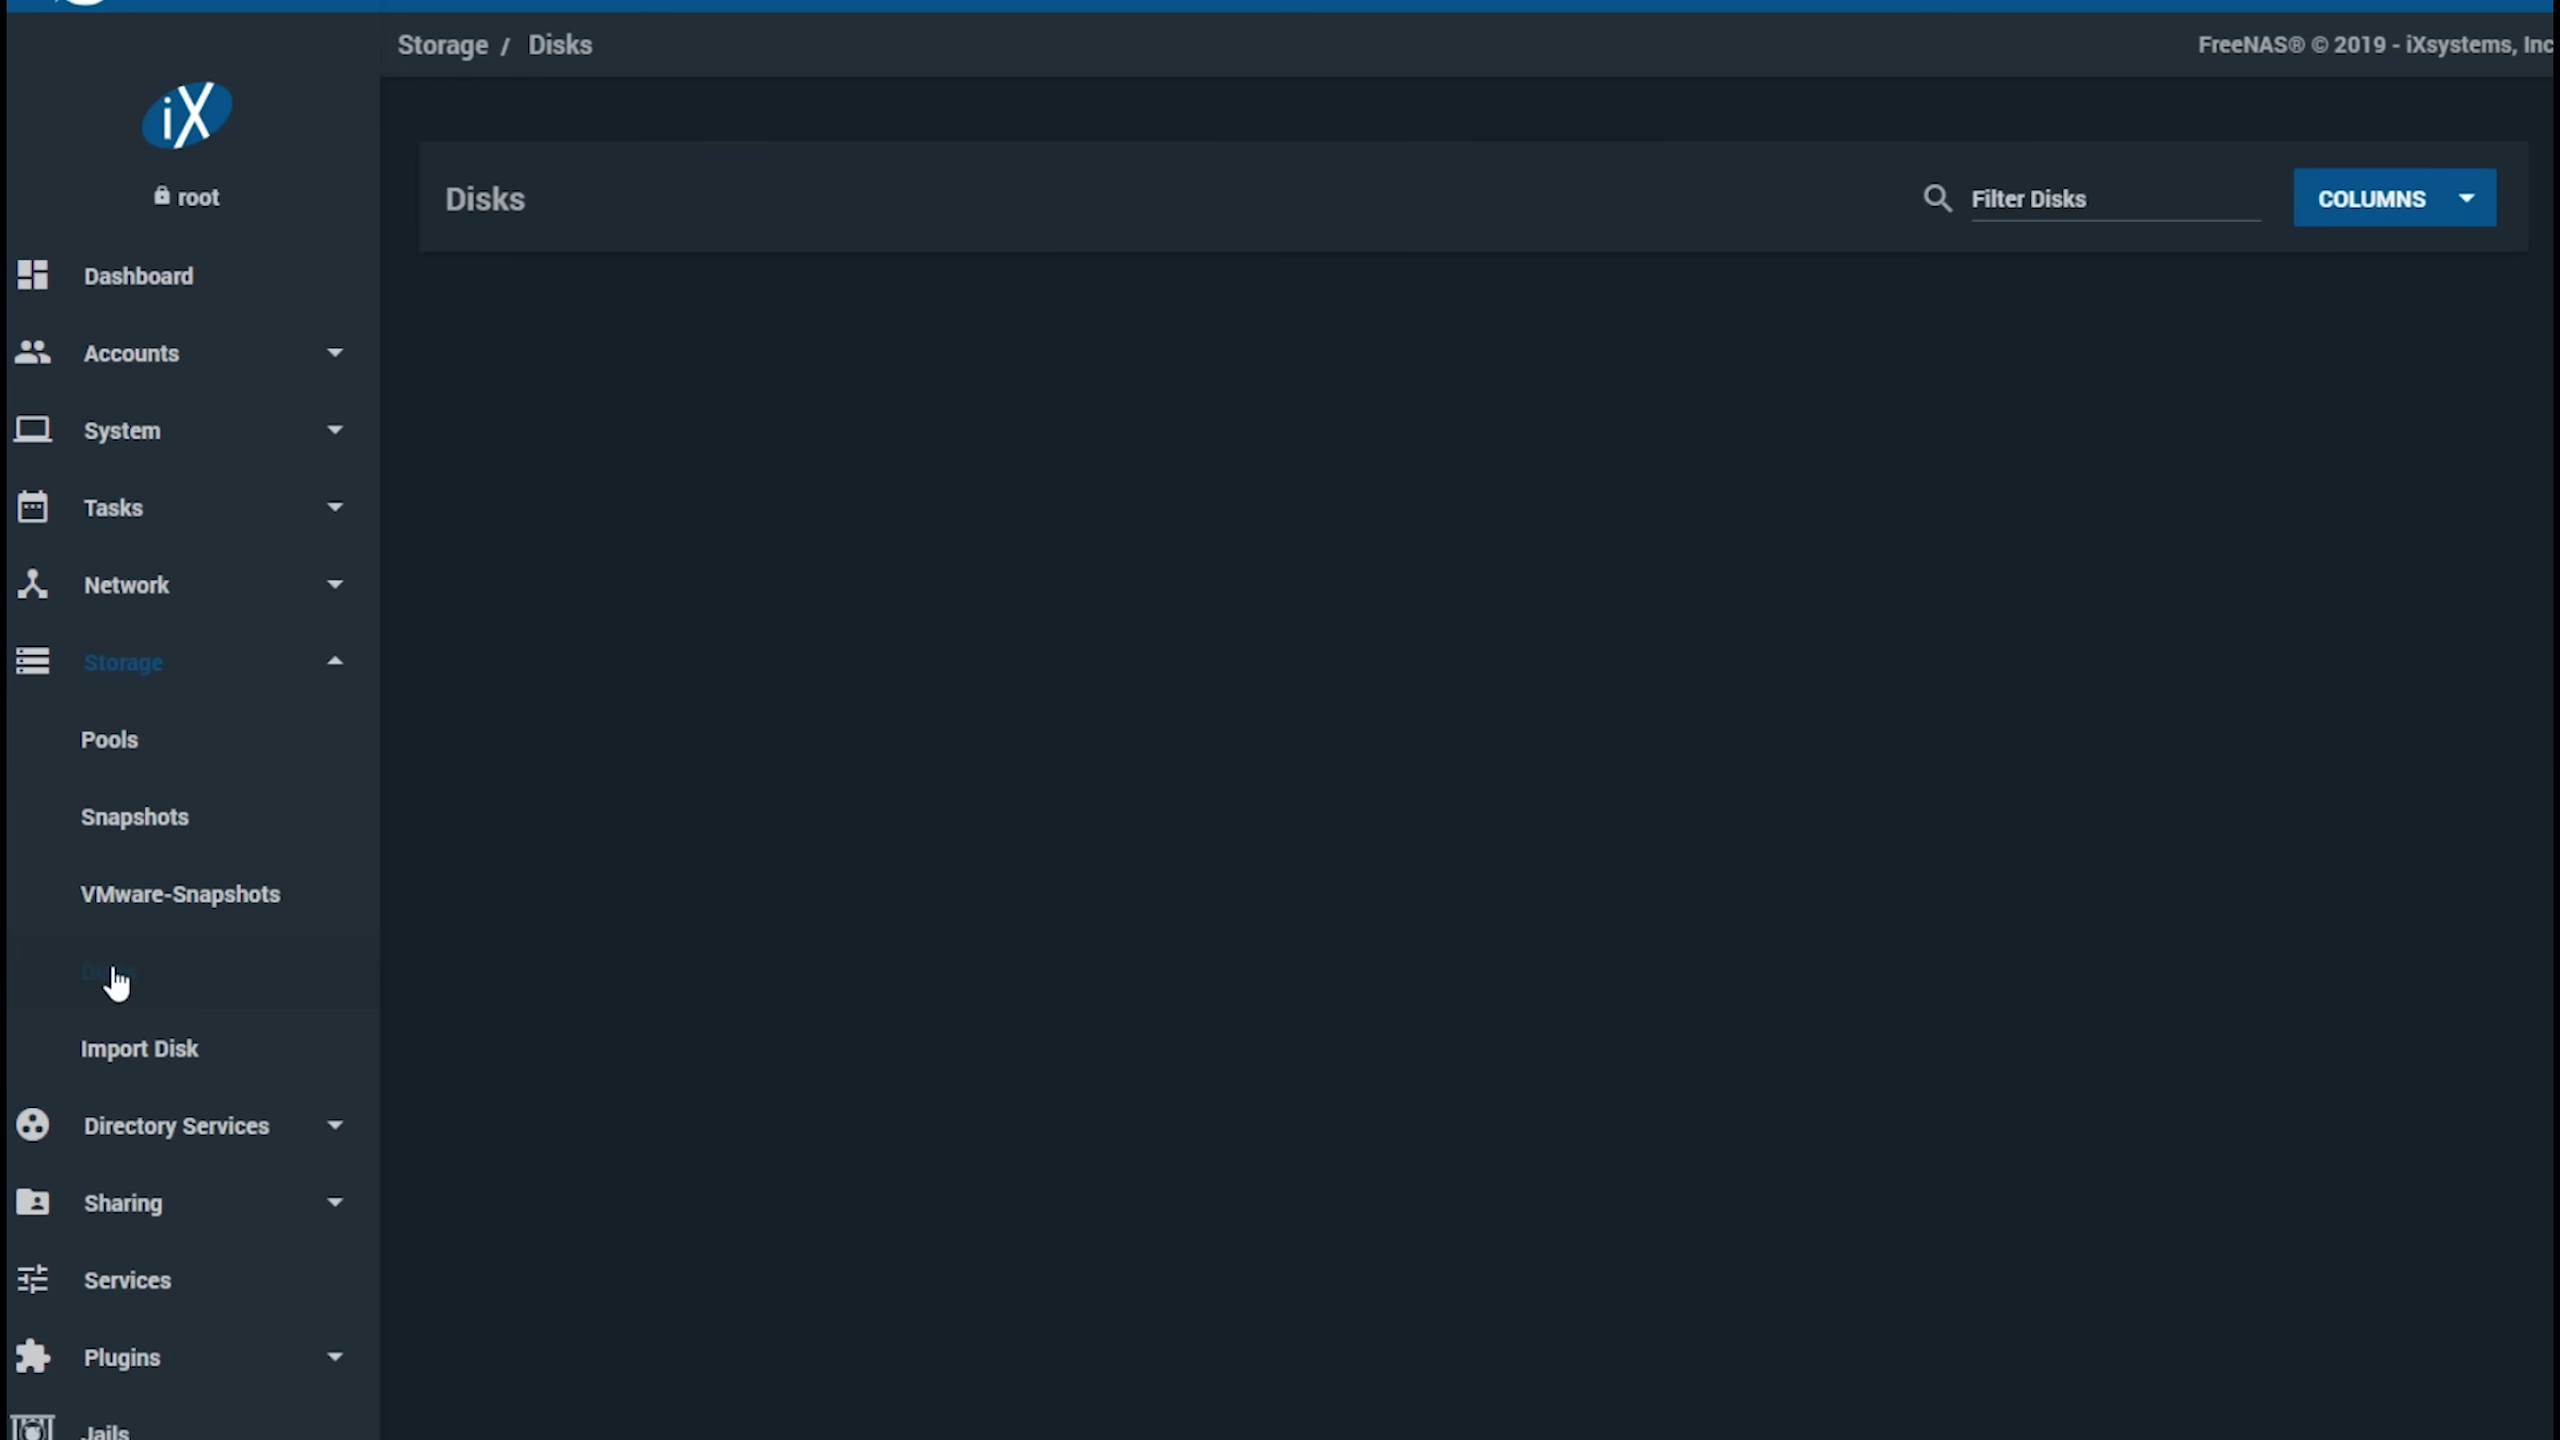 Storage / Disks
FreeNAS® © 2019 - iXsystems, Inc
iX
root
Disks
Filter Disks
COLUMNS
Dashboard
Accounts
System
Tasks
Network
Storage
Pools
Snapshots
VMware-Snapshots
Import Disk
Directory Services
Sharing
Services
Plugins
Jails